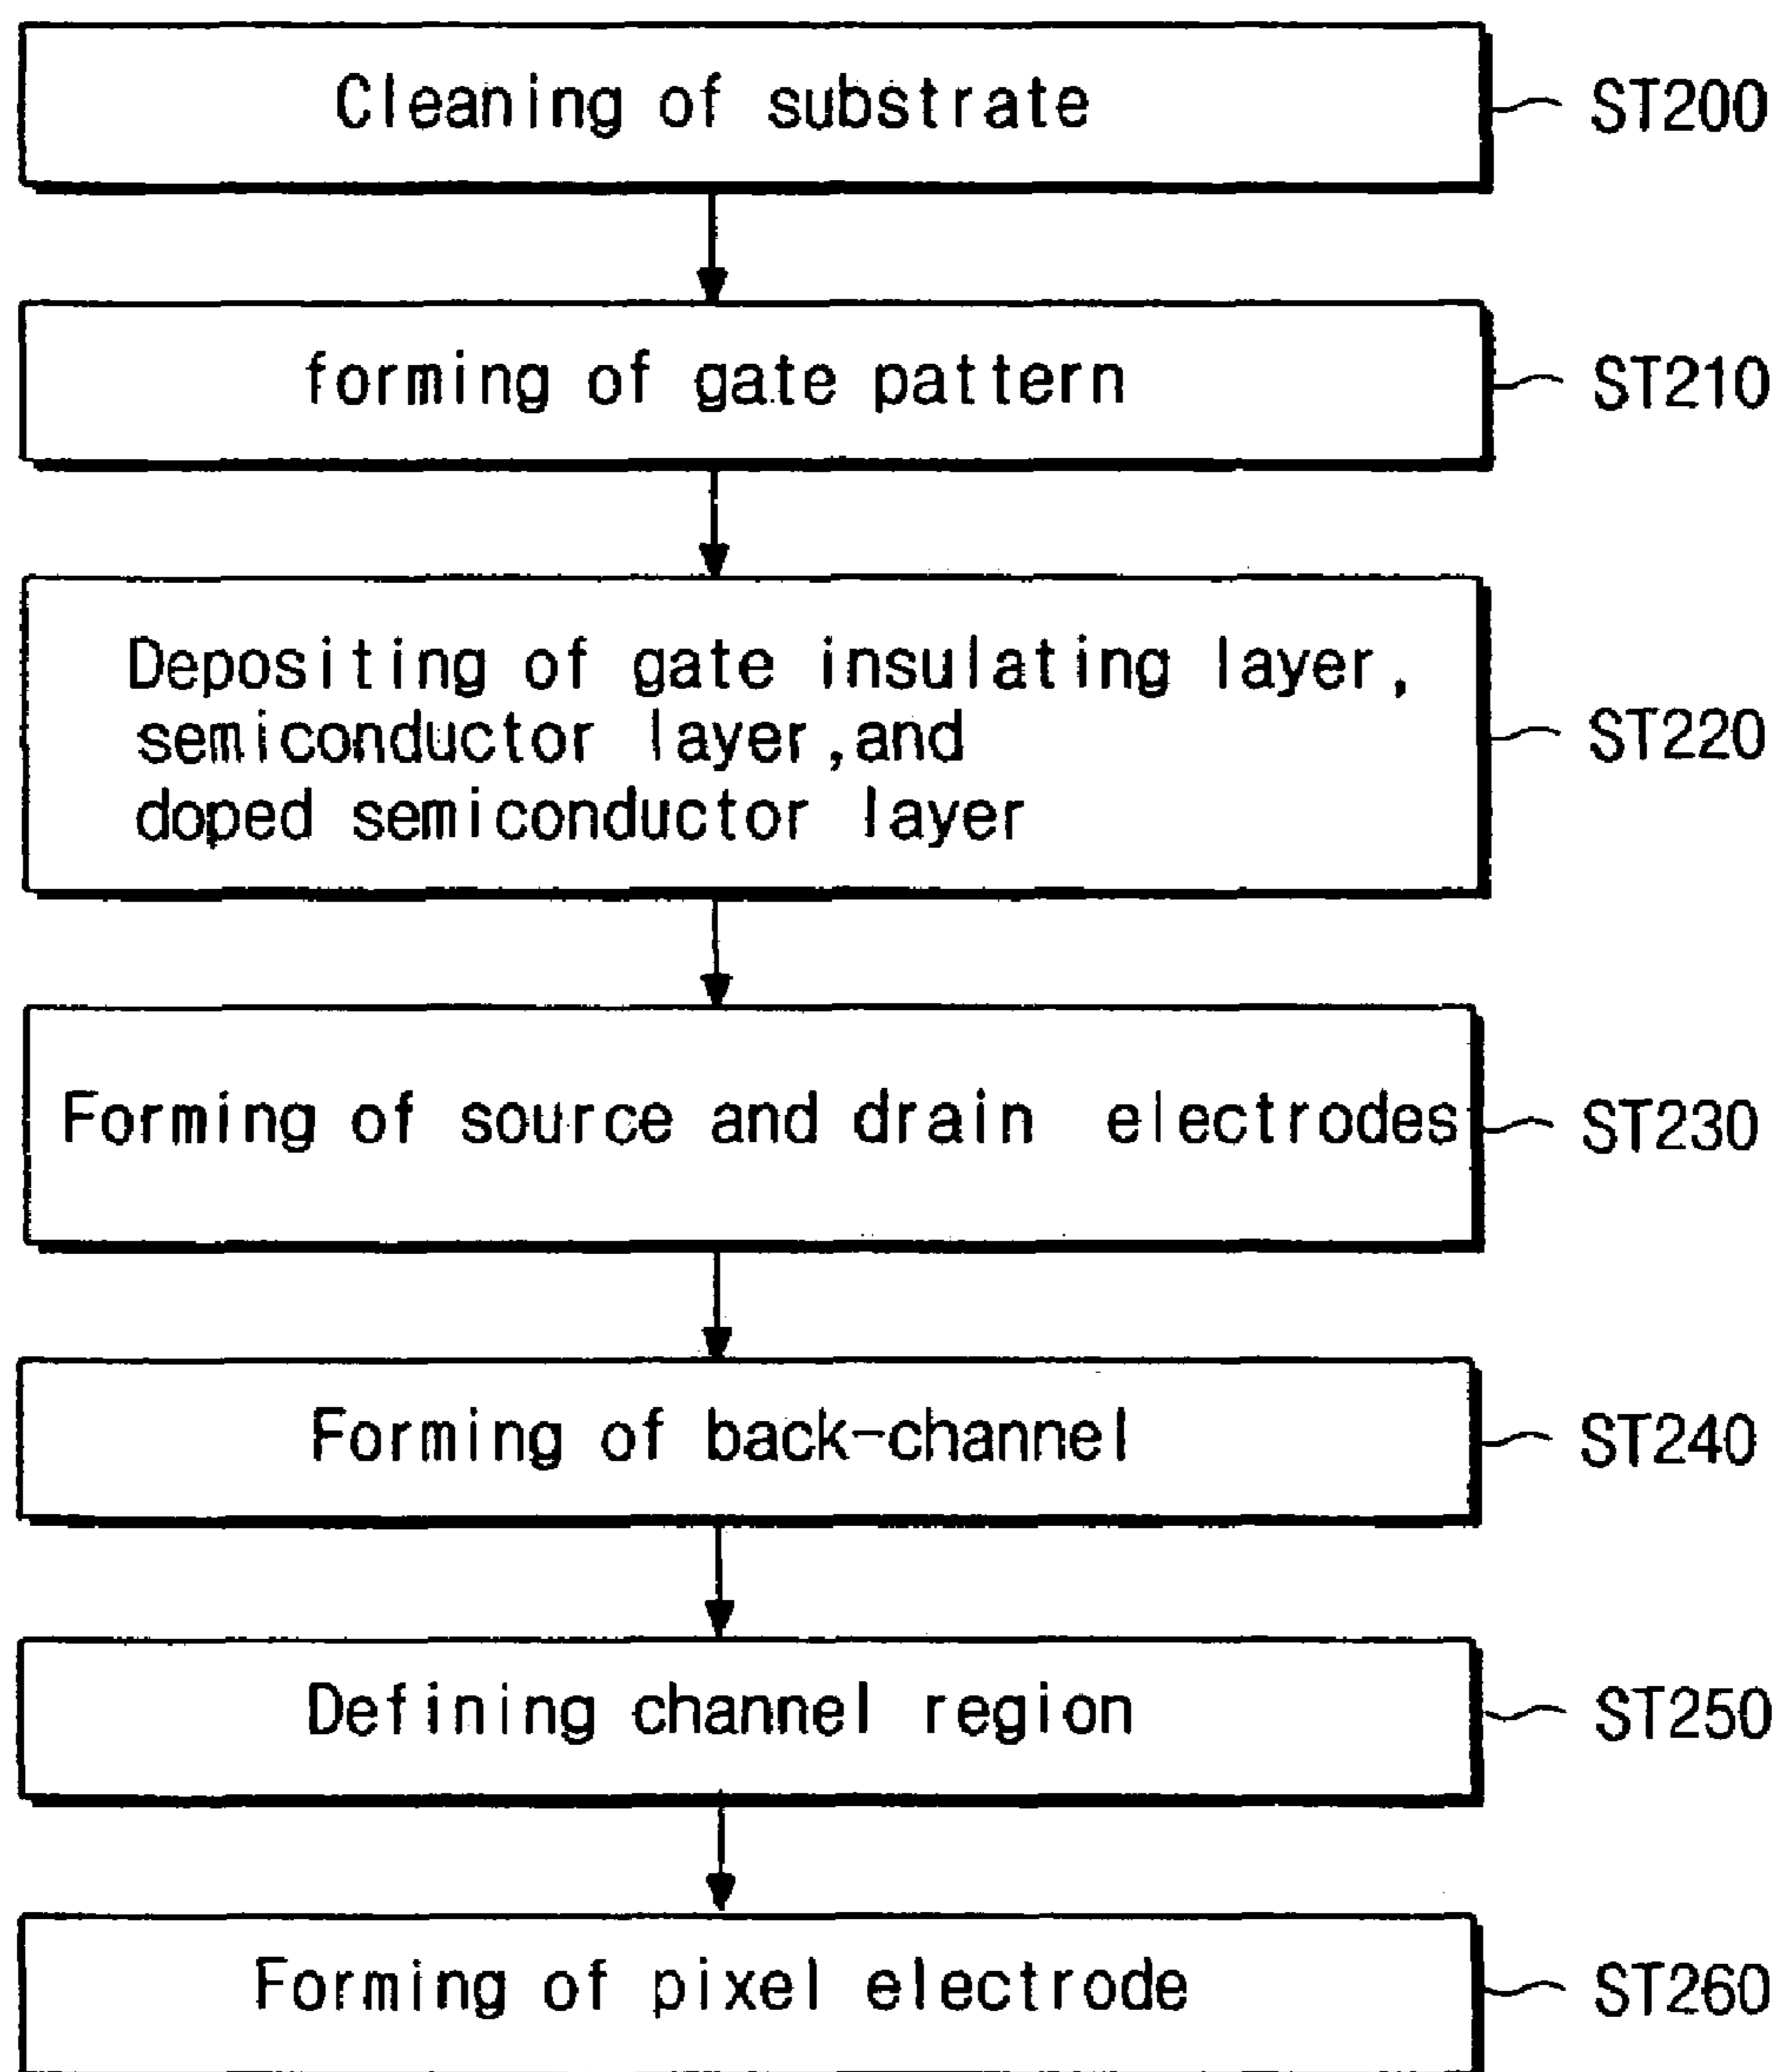 Cleaning of substrate
ST200
forming of gate pattern
ST210
Depositing of gate insulating layer,
semiconductor layer,and
doped semiconductor layer
ST220
Forming of source and drain electrodes
ST230
Forming of back-channel
ST240
Defining channel region
ST250
Forming of pixel electrode
ST260